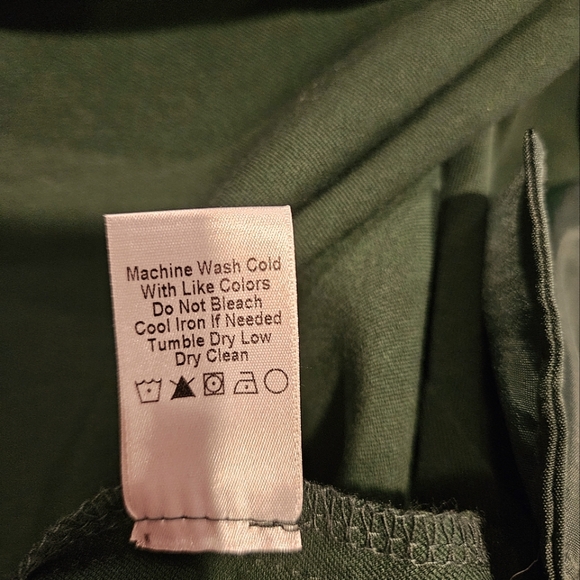 Machine Wash Cold
With Like Colors
Do Not Bleach
Cool Iron If Needed
Tumble Dry Low
Dry Clean